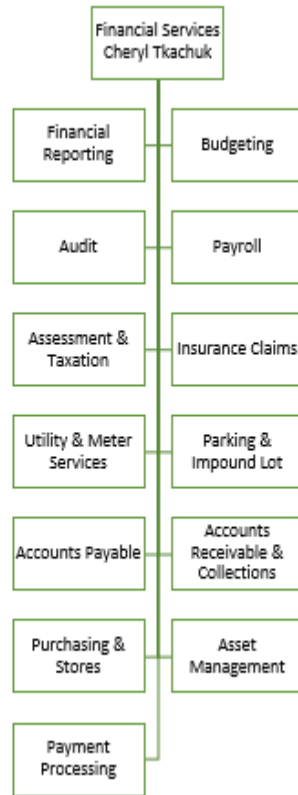 Financial Services
Cheryl Tkachuk
Financial
Reporting
Budgeting
Audit
Payroll
Assessment &
Taxation
Insurance Claims
Utility & Meter
Services
Parking &
Impound Lot
Accounts Payable
Accounts
Receivable &
Collections
Purchasing &
Stores
Asset
Management
Payment
Processing